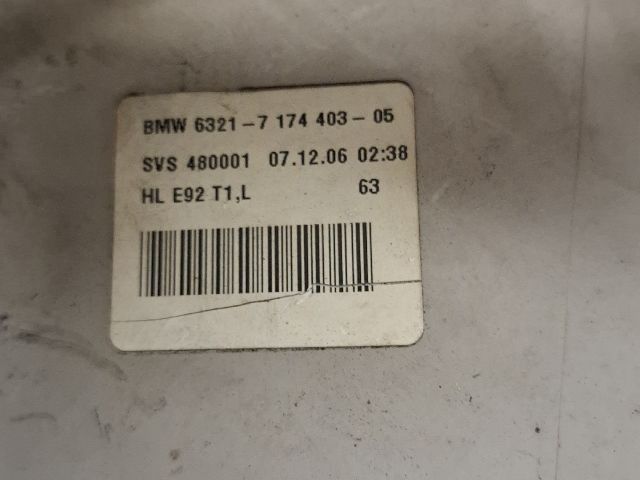 BMW 6321-7 174 403-05
SVS 480001 07.12.06 02:38
HL E92 T1,L 63